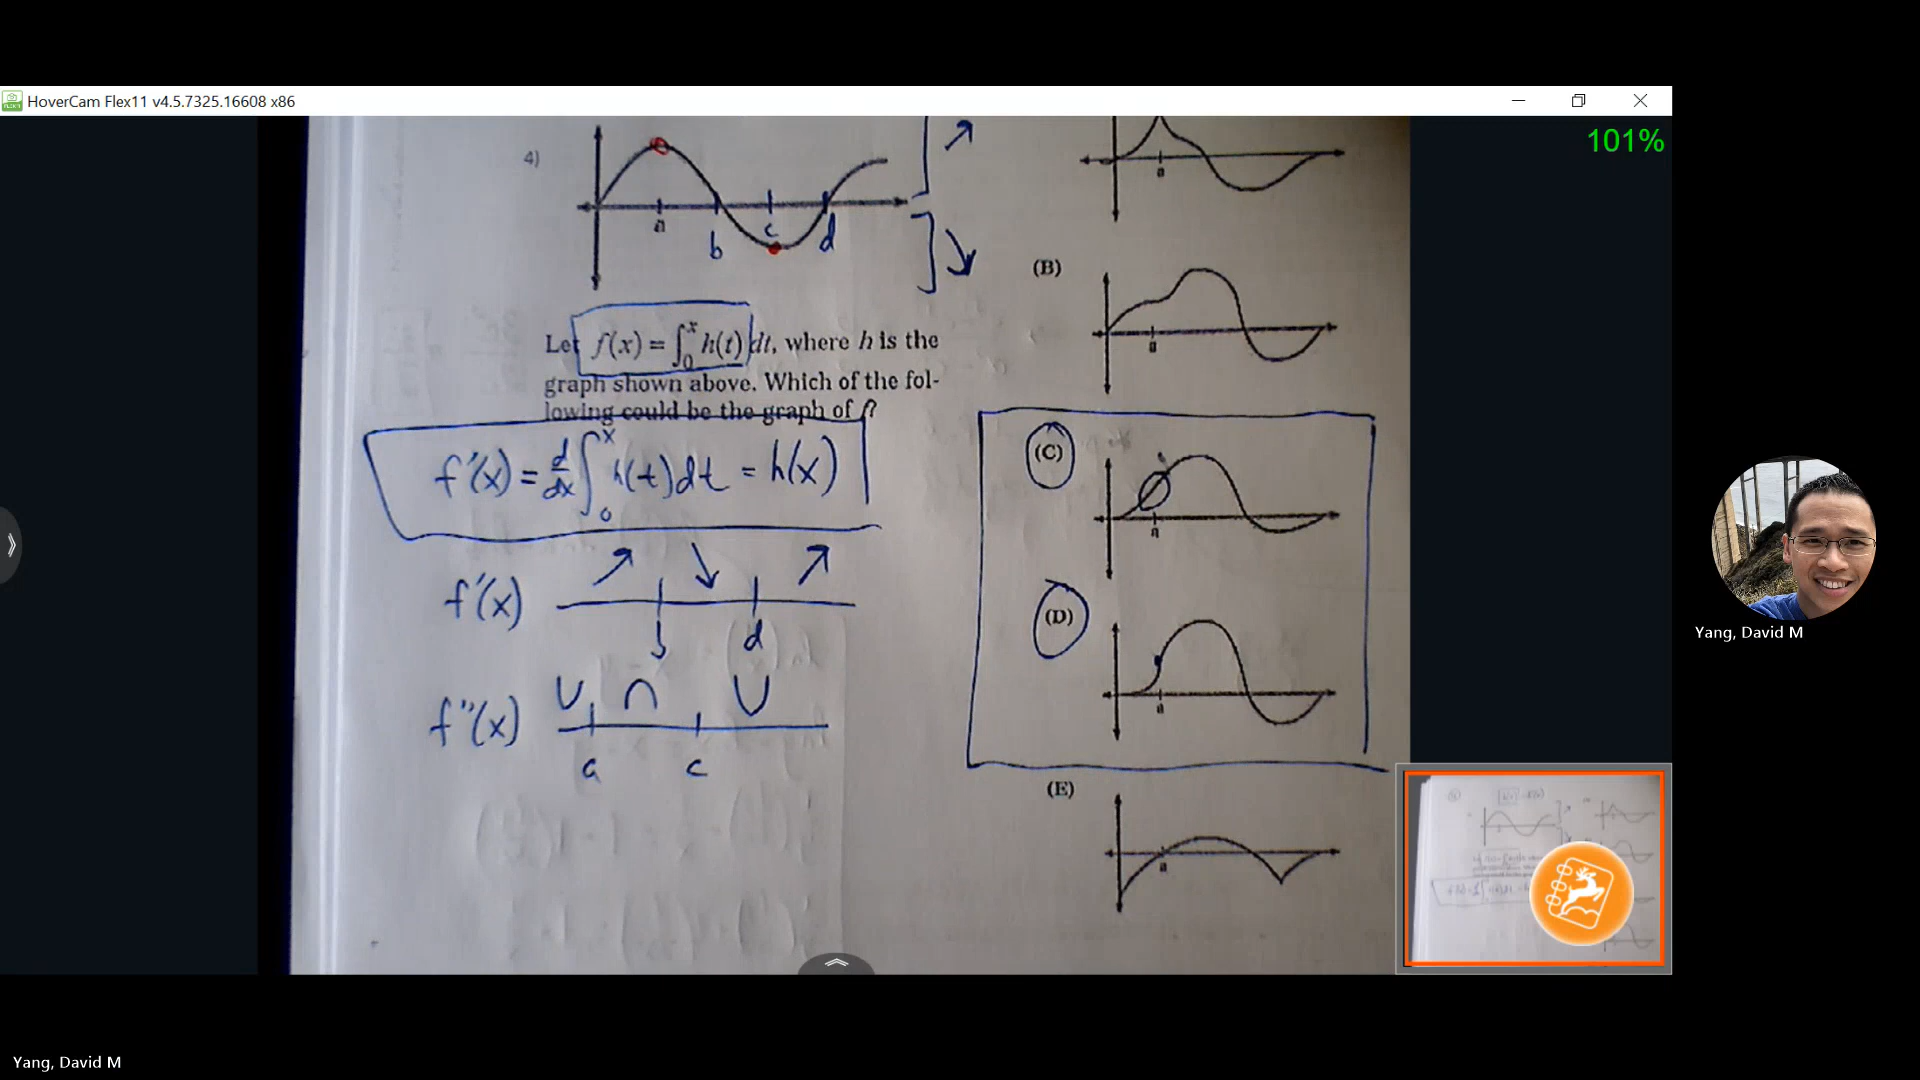 HoverCam Flex11 v4.5.7325.16608 x86
101%
4)
a
b
c
d
Let f(x) = ∫₀ˣ h(t) dt, where h is the
graph shown above. Which of the fol-
lowing could be the graph of f?
f'(x) = d/dx ∫₀ˣ h(t)dt = h(x)
f'(x)
b
d
f''(x)
a
c
a
(B)
a
(C)
a
(D)
a
(E)
a
Yang, David M
Yang, David M